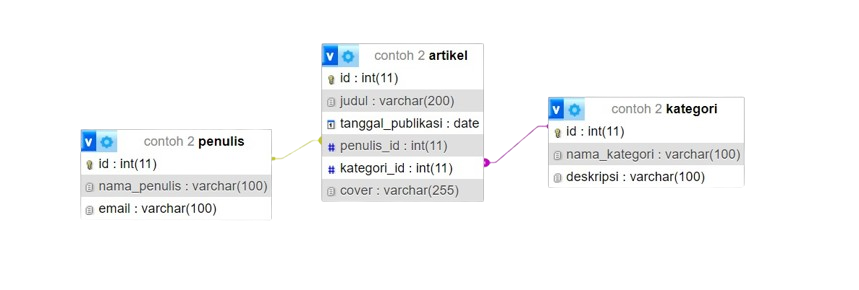 v contoh 2 penulis
id : int(11)
nama_penulis : varchar(100)
email : varchar(100)
v contoh 2 artikel
id : int(11)
judul : varchar(200)
tanggal_publikasi : date
# penulis_id : int(11)
# kategori_id : int(11)
cover : varchar(255)
v contoh 2 kategori
id : int(11)
nama_kategori : varchar(100)
deskripsi : varchar(100)